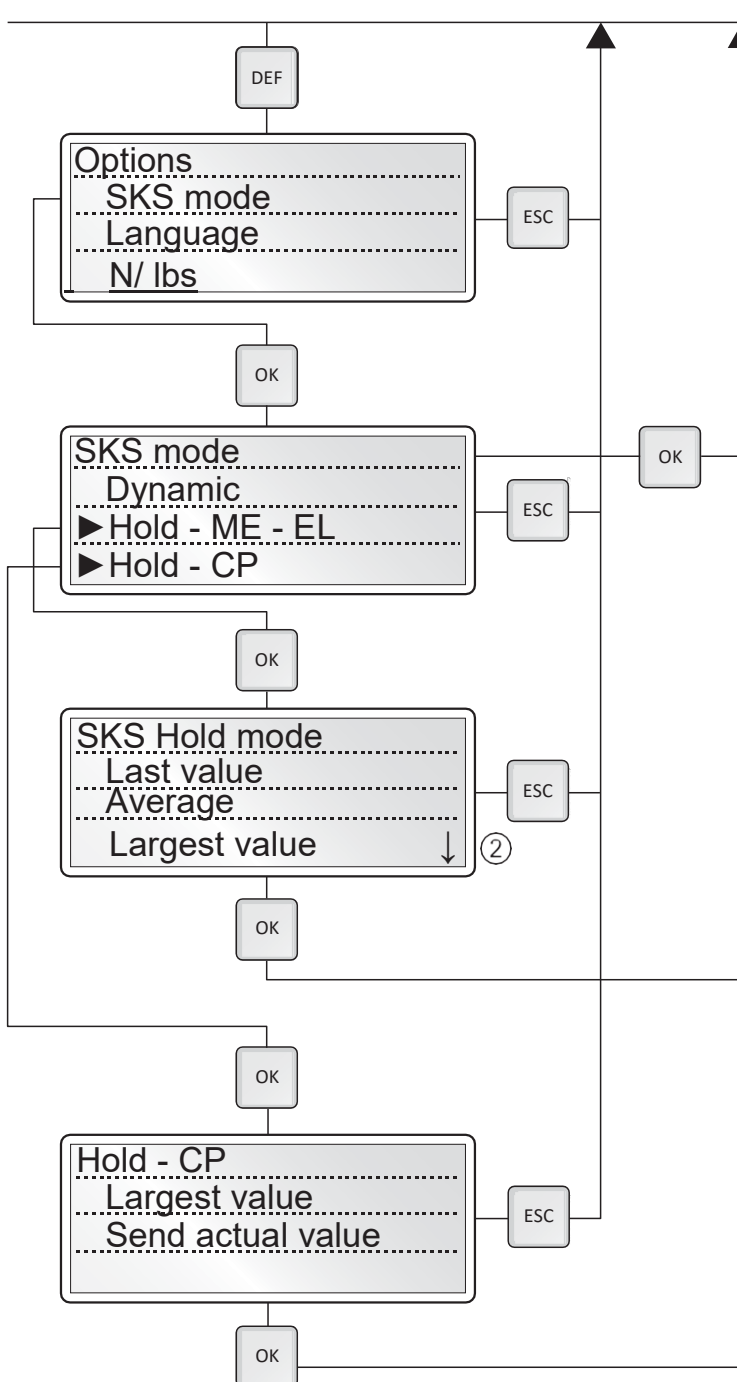 DEF
Options
SKS mode
Language
N/ lbs
ESC
OK
SKS mode
Dynamic
►Hold - ME - EL
►Hold - CP
OK
ESC
OK
SKS Hold mode
Last value
Average
Largest value ↓ ②
ESC
OK
OK
Hold - CP
Largest value
Send actual value
ESC
OK